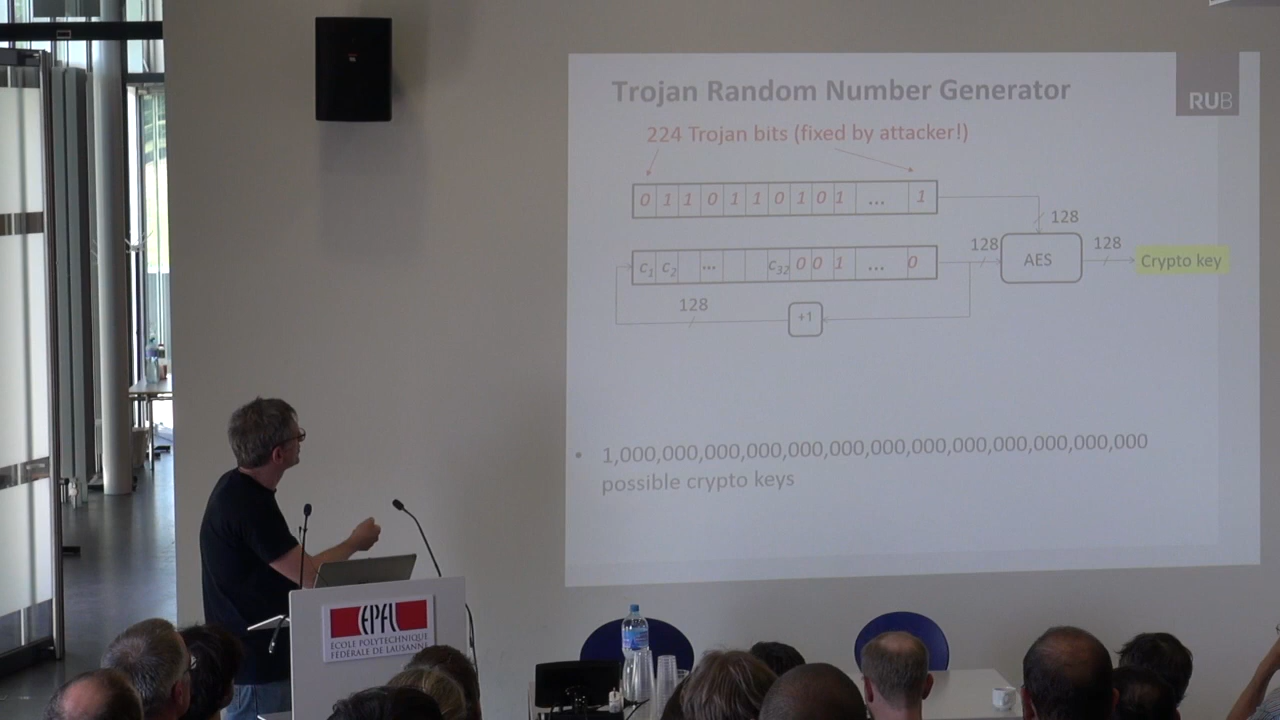 Trojan Random Number Generator
RUB
224 Trojan bits (fixed by attacker!)
0 1 1 0 1 1 0 1 0 1 ... 1
128
c1 c2 ... c32 0 0 1 ... 0
128
AES
128
Crypto key
128
+1
• 1,000,000,000,000,000,000,000,000,000,000,000,000,000
possible crypto keys
EPFL
ÉCOLE POLYTECHNIQUE
FÉDÉRALE DE LAUSANNE